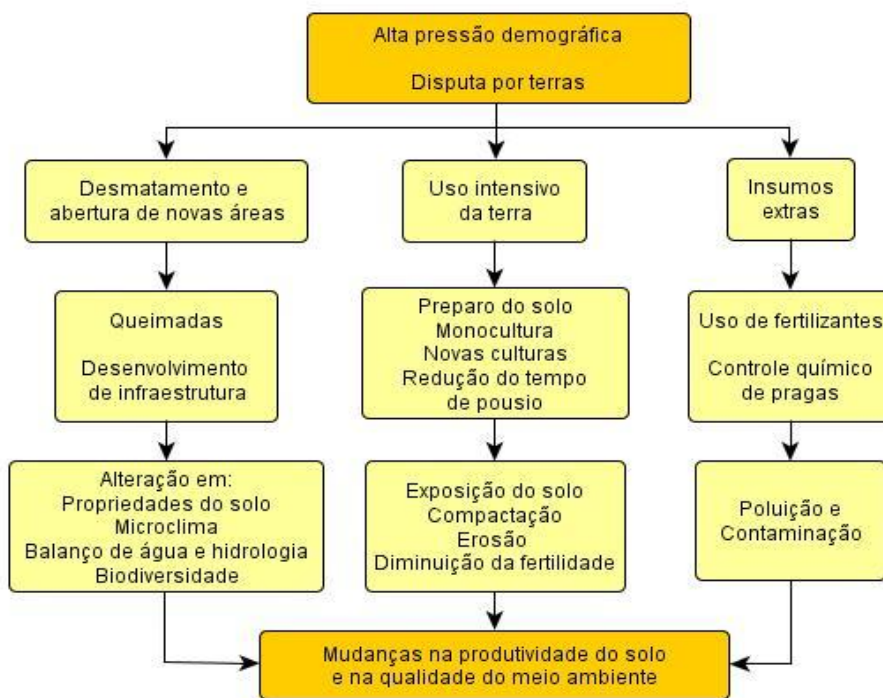 Alta pressão demográfica
Disputa por terras
Desmatamento e
abertura de novas áreas
Uso intensivo
da terra
Insumos
extras
Queimadas
Desenvolvimento
de infraestrutura
Preparo do solo
Monocultura
Novas culturas
Redução do tempo
de pousio
Uso de fertilizantes
Controle químico
de pragas
Alteração em:
Propriedades do solo
Microclima
Balanço de água e hidrologia
Biodiversidade
Exposição do solo
Compactação
Erosão
Diminuição da fertilidade
Poluição e
Contaminação
Mudanças na produtividade do solo
e na qualidade do meio ambiente